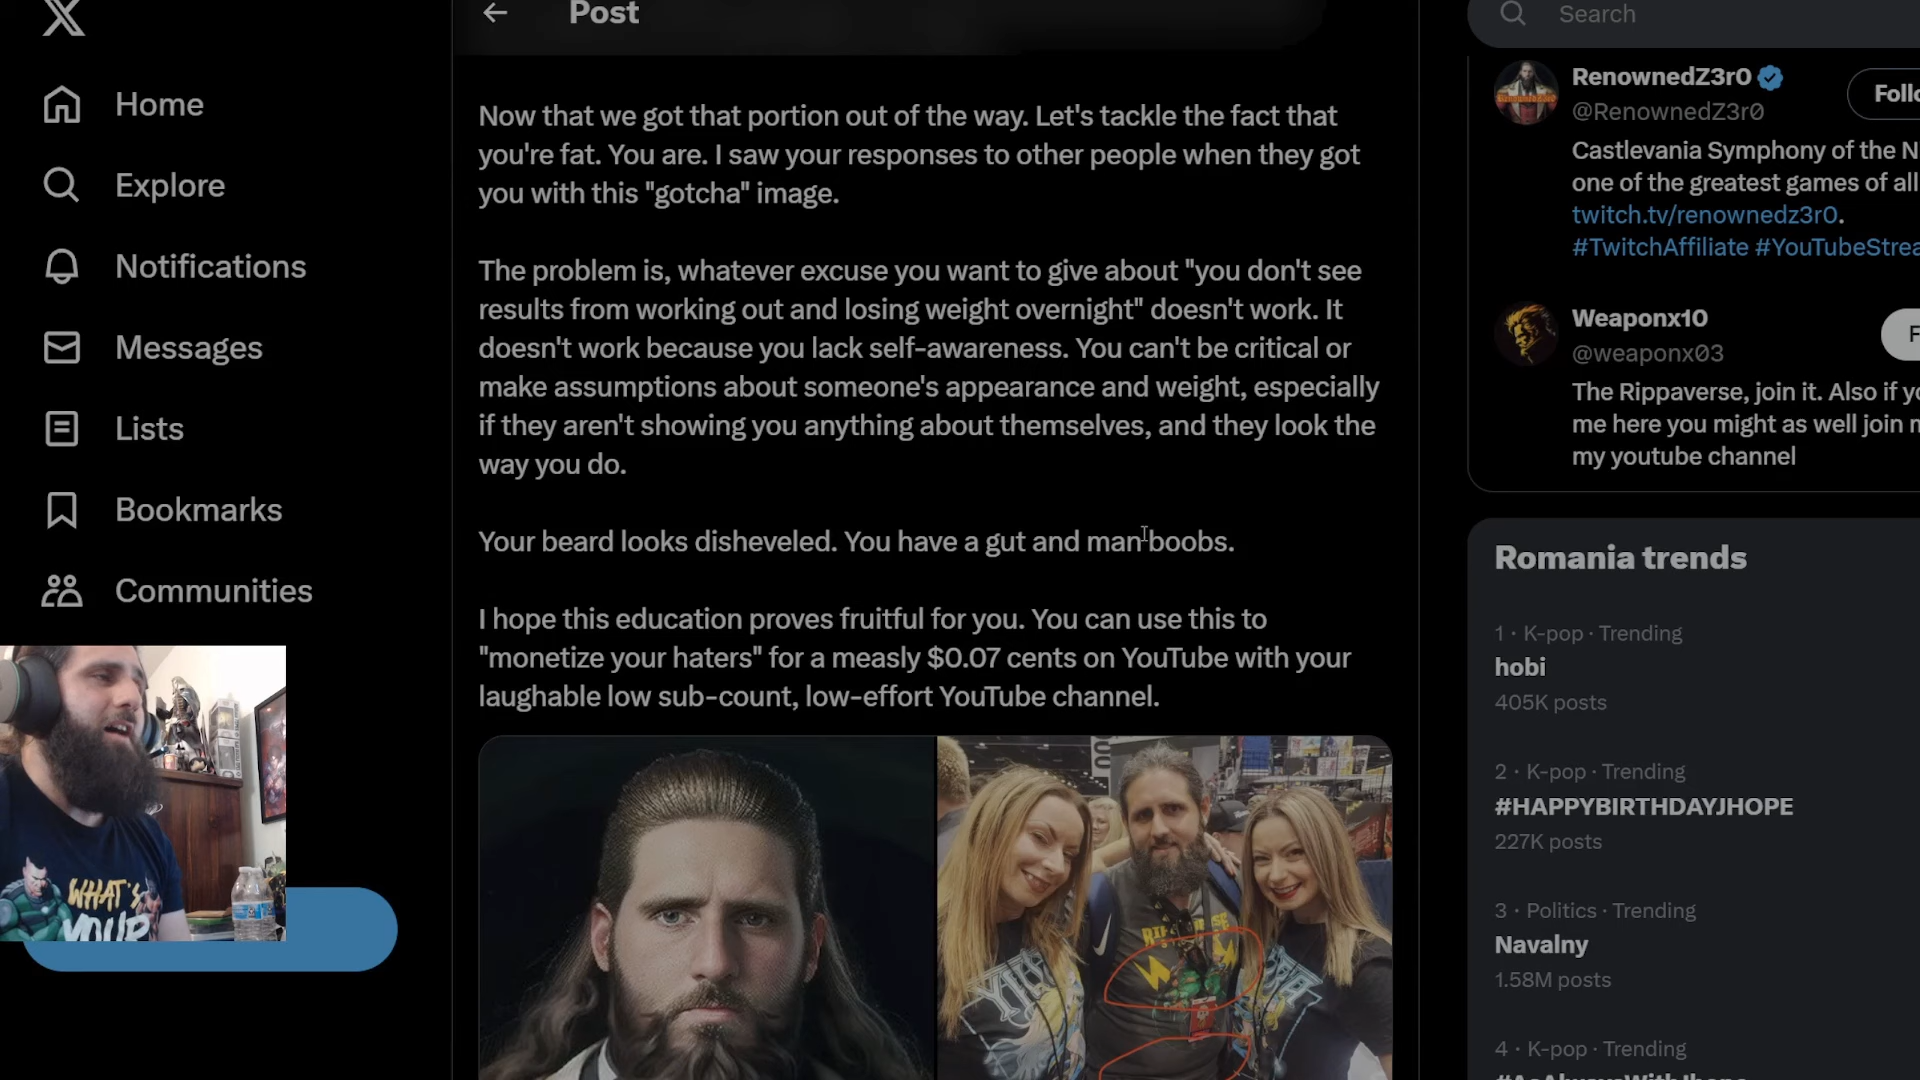 Post
Search
Home
Explore
Notifications
Messages
Lists
Bookmarks
Communities
Now that we got that portion out of the way. Let's tackle the fact that
you're fat. You are. I saw your responses to other people when they got
you with this "gotcha" image.
The problem is, whatever excuse you want to give about "you don't see
results from working out and losing weight overnight" doesn't work. It
doesn't work because you lack self-awareness. You can't be critical or
make assumptions about someone's appearance and weight, especially
if they aren't showing you anything about themselves, and they look the
way you do.
Your beard looks disheveled. You have a gut and man boobs.
I hope this education proves fruitful for you. You can use this to
"monetize your haters" for a measly $0.07 cents on YouTube with your
laughable low sub-count, low-effort YouTube channel.
WHAT'S
YOUR
RenownedZ3r0
@RenownedZ3r0
Castlevania Symphony of the N
one of the greatest games of all
twitch.tv/renownedz3r0.
#TwitchAffiliate #YouTubeStrea
Follo
Weaponx10
@weaponx03
F
The Rippaverse, join it. Also if yo
me here you might as well join m
my youtube channel
Romania trends
1 · K-pop · Trending
hobi
405K posts
2 · K-pop · Trending
#HAPPYBIRTHDAYJHOPE
227K posts
3 · Politics · Trending
Navalny
1.58M posts
4 · K-pop · Trending